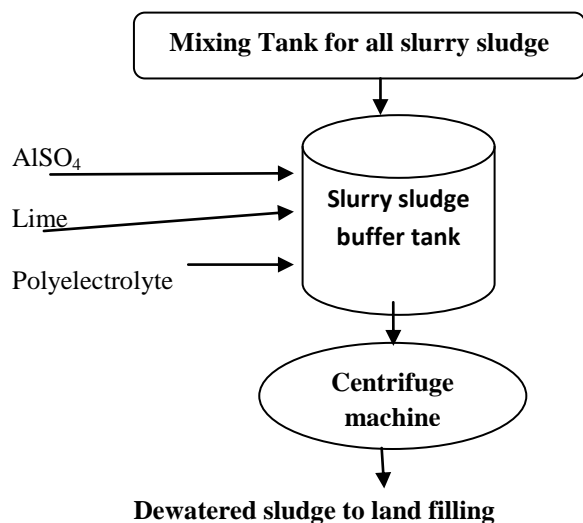 Mixing Tank for all slurry sludge
AlSO₄
Lime
Polyelectrolyte
Slurry sludge
buffer tank
Centrifuge
machine
Dewatered sludge to land filling